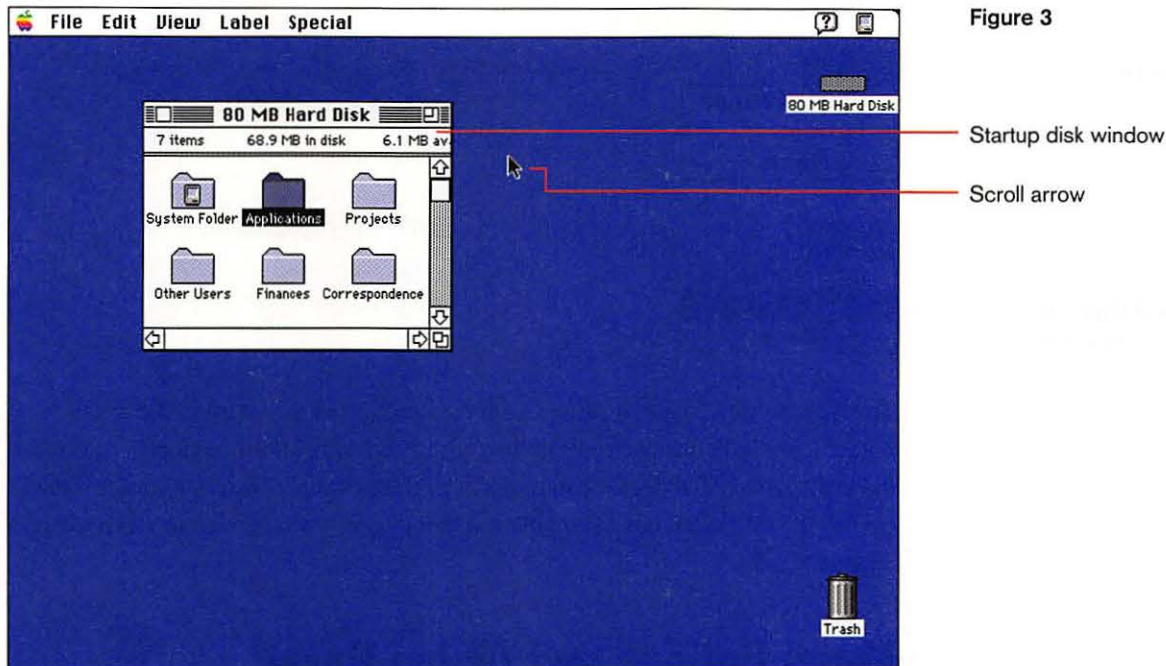 File Edit View Label Special
Figure 3
80 MB Hard Disk
80 MB Hard Disk
7 items 68.9 MB in disk 6.1 MB av
Startup disk window
Scroll arrow
System Folder Applications Projects
Other Users Finances Correspondence
Trash